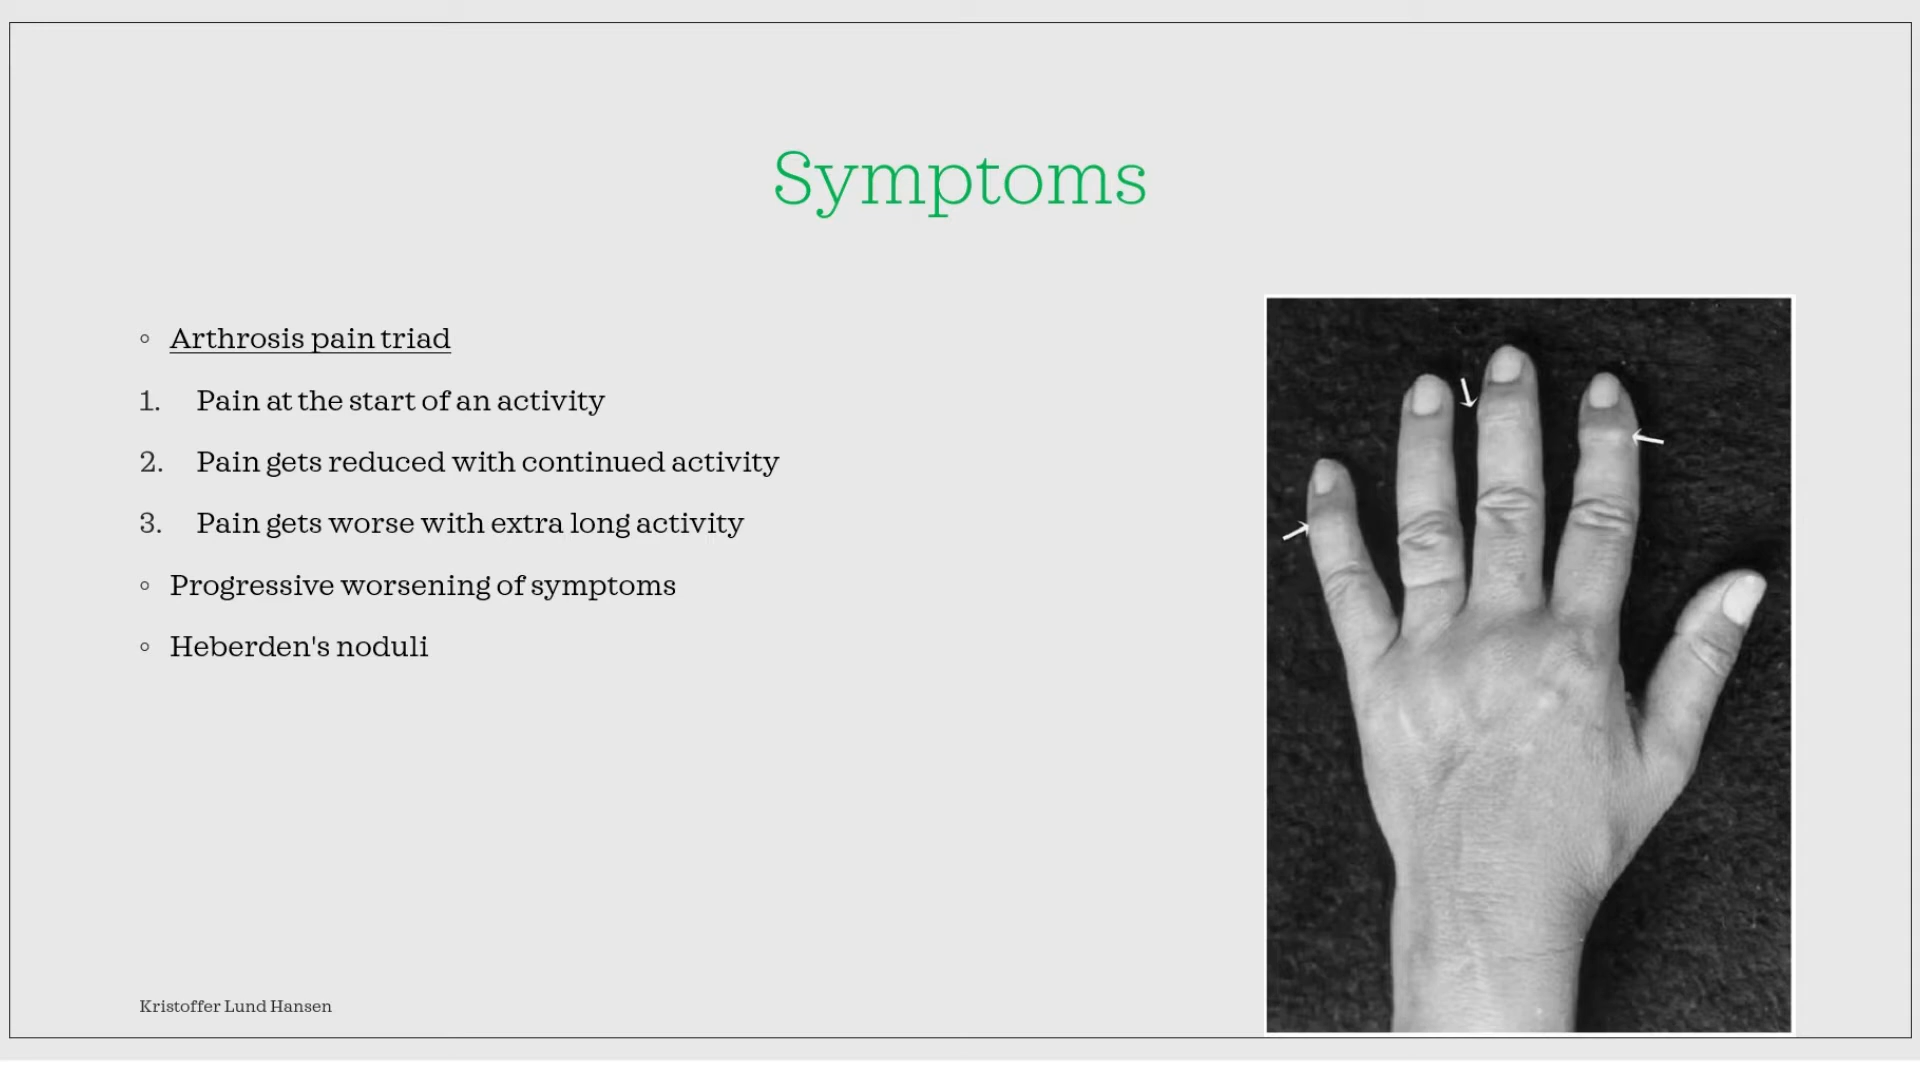 Symptoms
◦ Arthrosis pain triad
1. Pain at the start of an activity
2. Pain gets reduced with continued activity
3. Pain gets worse with extra long activity
◦ Progressive worsening of symptoms
◦ Heberden's noduli
Kristoffer Lund Hansen